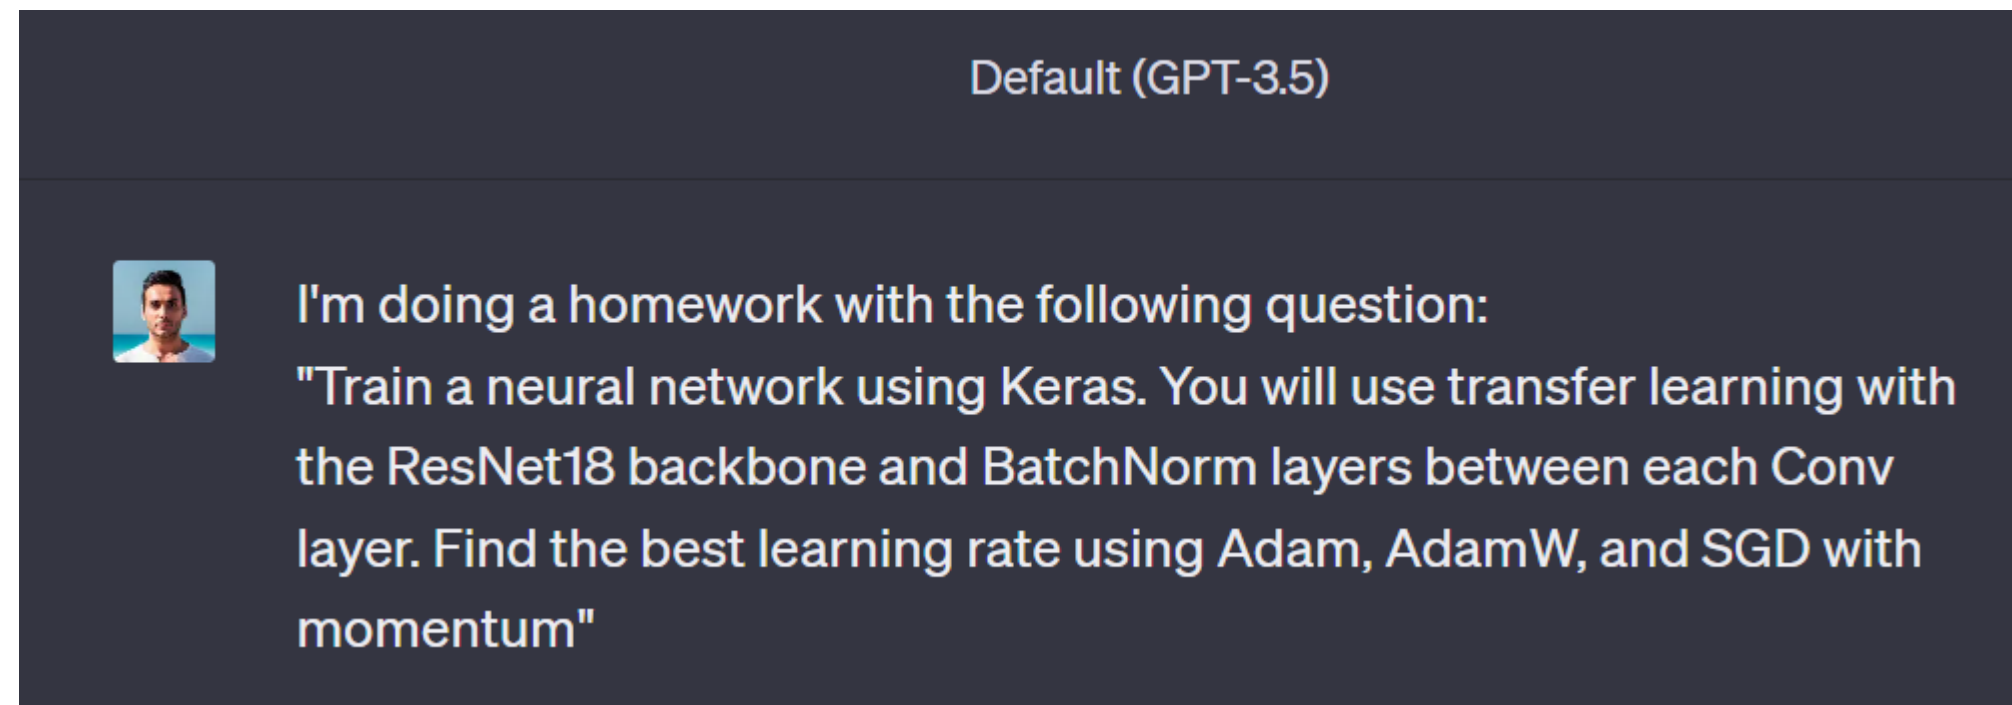 Default (GPT-3.5)
I'm doing a homework with the following question:
"Train a neural network using Keras. You will use transfer learning with
the ResNet18 backbone and BatchNorm layers between each Conv
layer. Find the best learning rate using Adam, AdamW, and SGD with
momentum"